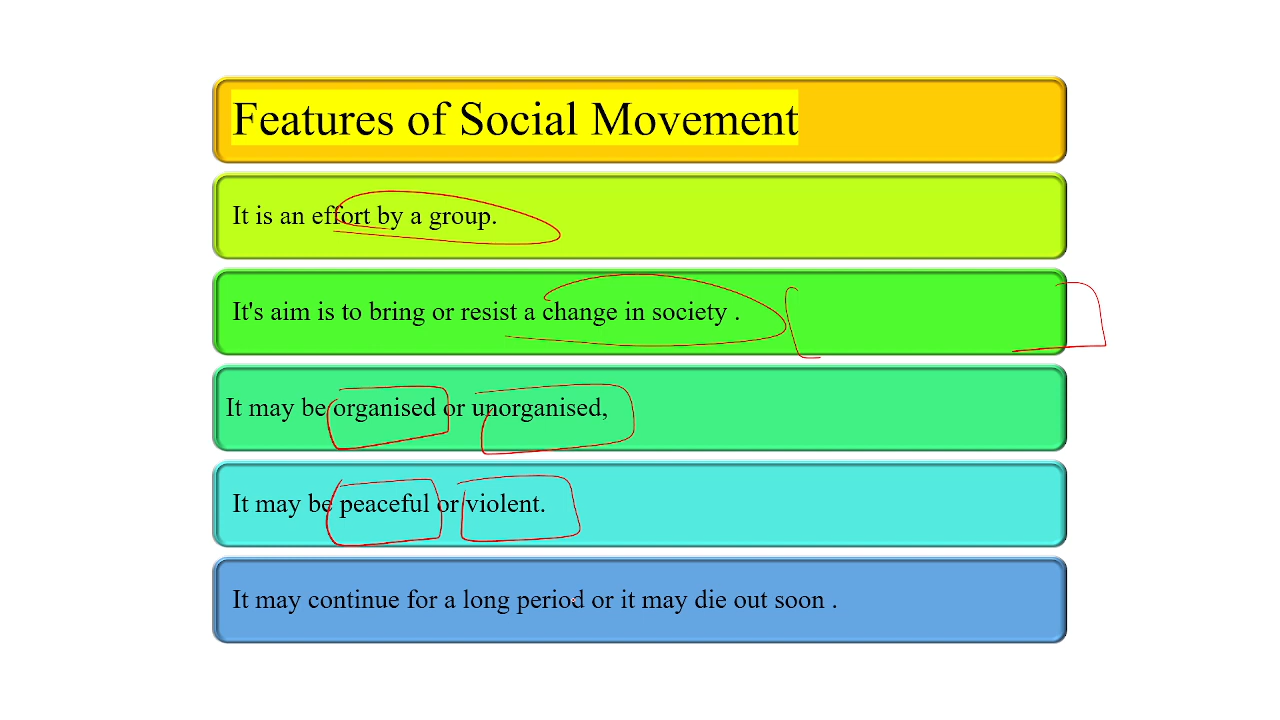 Features of Social Movement
It is an effort by a group.
It's aim is to bring or resist a change in society .
It may be organised or unorganised,
It may be peaceful or violent.
It may continue for a long period or it may die out soon .